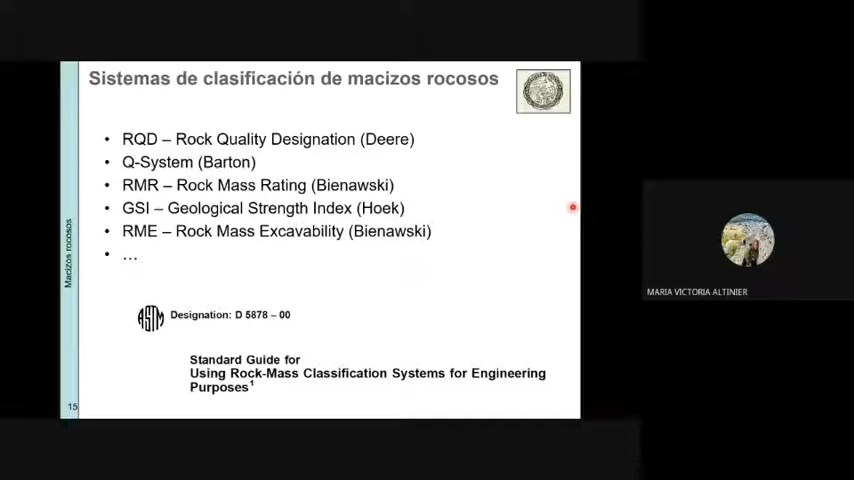 Sistemas de clasificación de macizos rocosos
• RQD – Rock Quality Designation (Deere)
• Q-System (Barton)
• RMR – Rock Mass Rating (Bienawski)
• GSI – Geological Strength Index (Hoek)
• RME – Rock Mass Excavability (Bienawski)
• ...
Macizos rocosos
ASTM Designation: D 5878 – 00
Standard Guide for
Using Rock-Mass Classification Systems for Engineering
Purposes¹
15
MARIA VICTORIA ALTINIER